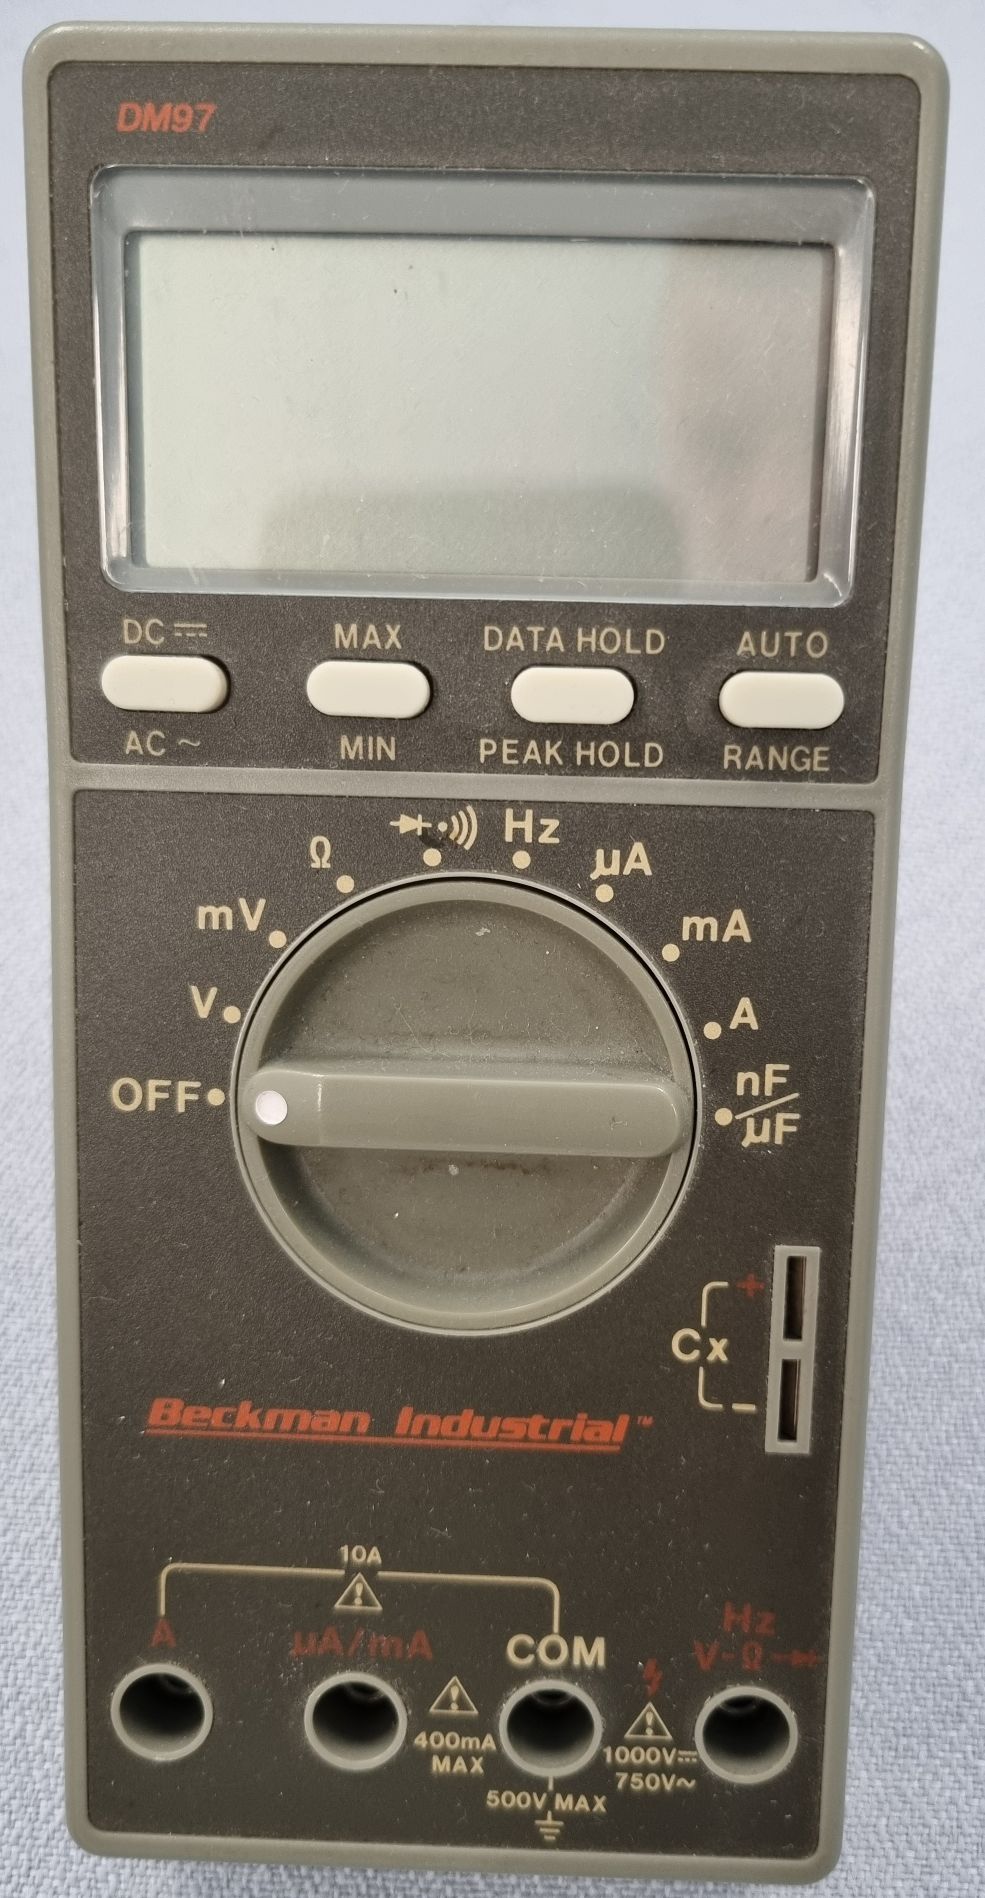 DM97
DC ⎓ MAX DATA HOLD AUTO
AC ~ MIN PEAK HOLD RANGE
Hz
Ω µA
mV mA
V A
OFF nF/µF
+
Cx
−
Beckman Industrial™
10A
A µA/mA COM Hz
V-Ω
400mA
MAX
1000V⎓
750V~
500V MAX